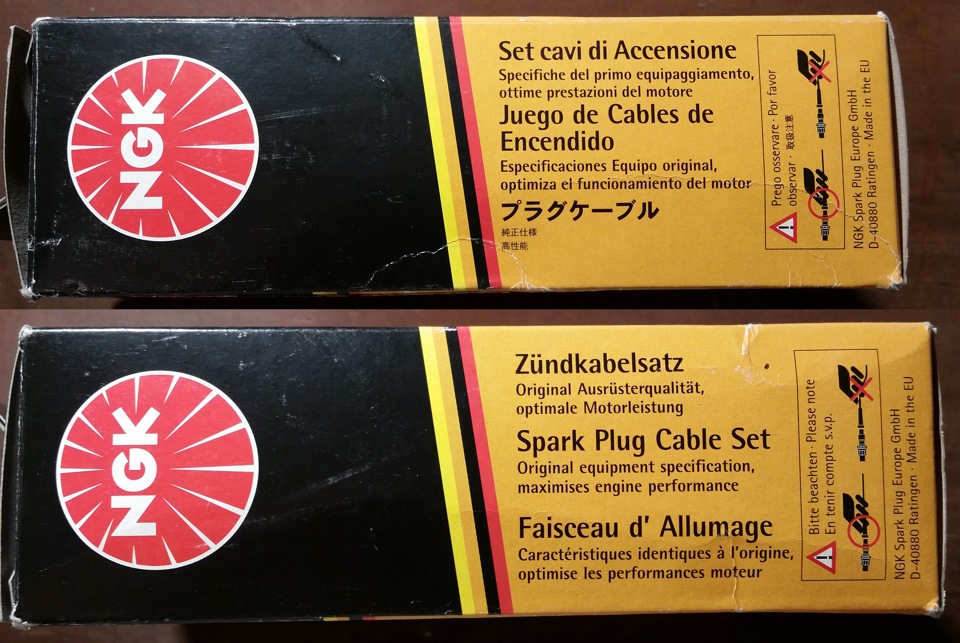 NGK
Set cavi di Accensione
Specifiche del primo equipaggiamento,
ottime prestazioni del motore
Juego de Cables de
Encendido
Especificaciones Equipo original,
optimiza el funcionamiento del motor
プラグケーブル
純正仕様
高性能
Prego osservare · Por favor
observar · 取扱注意
NGK Spark Plug Europe GmbH
D-40880 Ratingen · Made in the EU
NGK
Zündkabelsatz
Original Ausrüsterqualität,
optimale Motorleistung
Spark Plug Cable Set
Original equipment specification,
maximises engine performance
Faisceau d' Allumage
Caractéristiques identiques à l'origine,
optimise les performances moteur
Bitte beachten · Please note
En tenir compte s.v.p.
NGK Spark Plug Europe GmbH
D-40880 Ratingen · Made in the EU